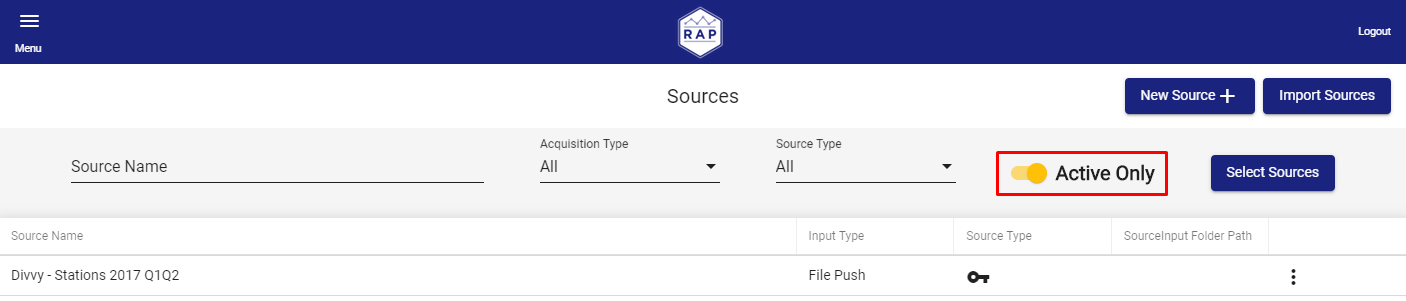 Menu
RAP
Logout
Sources
New Source
Import Sources
Source Name
Acquisition Type
All
Source Type
All
Active Only
Select Sources
Source Name
Input Type
Source Type
SourceInput Folder Path
Divvy - Stations 2017 Q1Q2
File Push